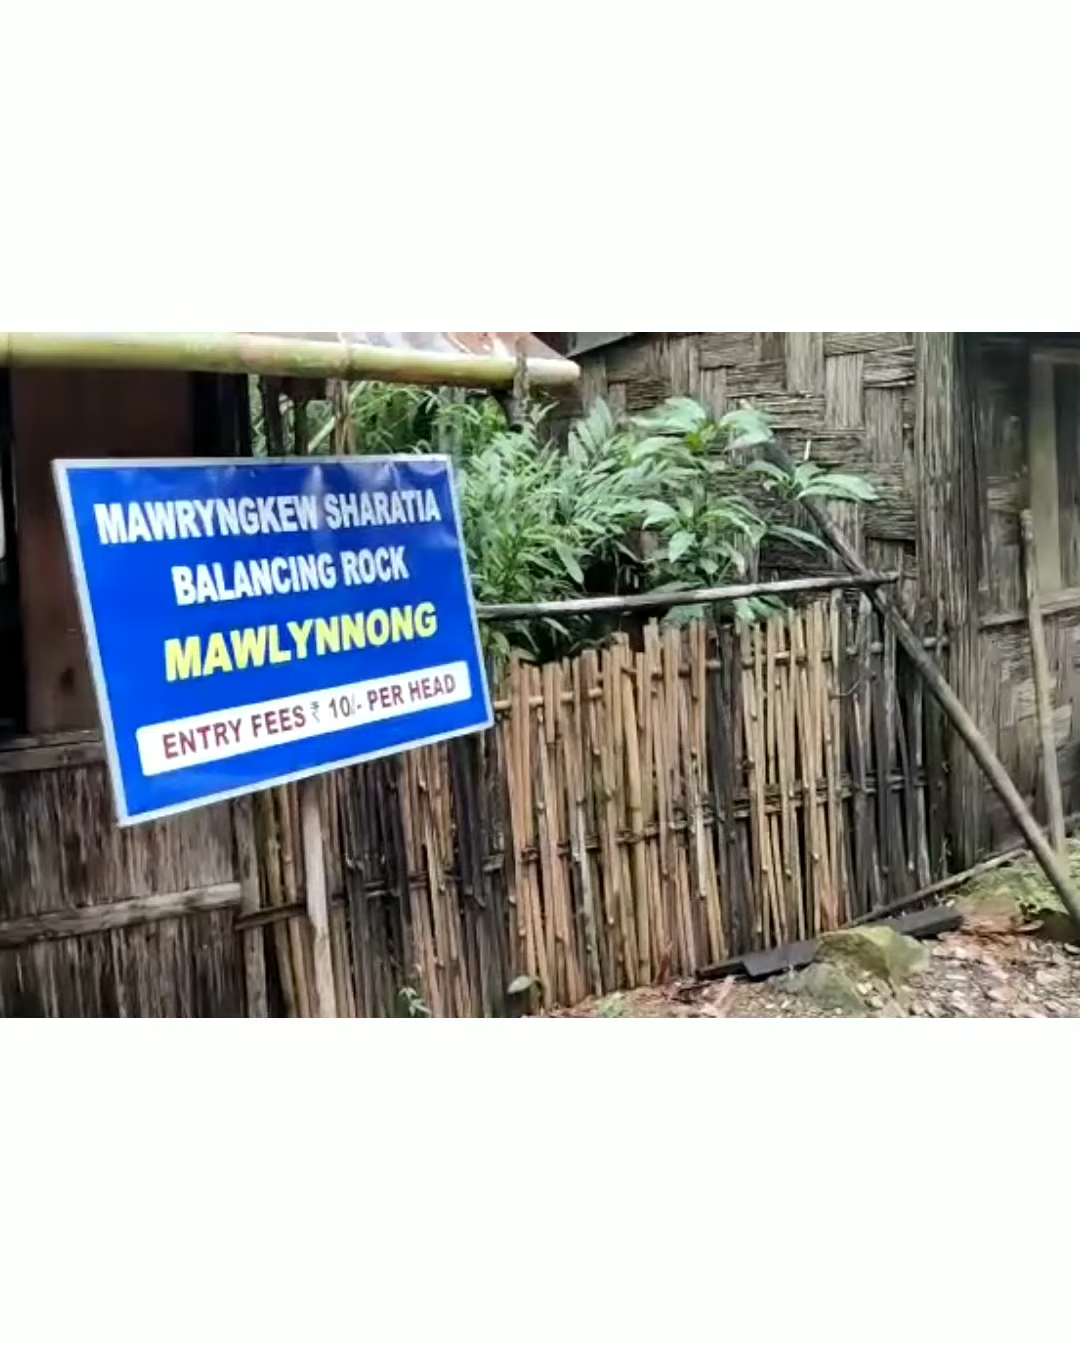 MAWRYNGKEW SHARATIA
BALANCING ROCK
MAWLYNNONG
ENTRY FEES ₹ 10/- PER HEAD